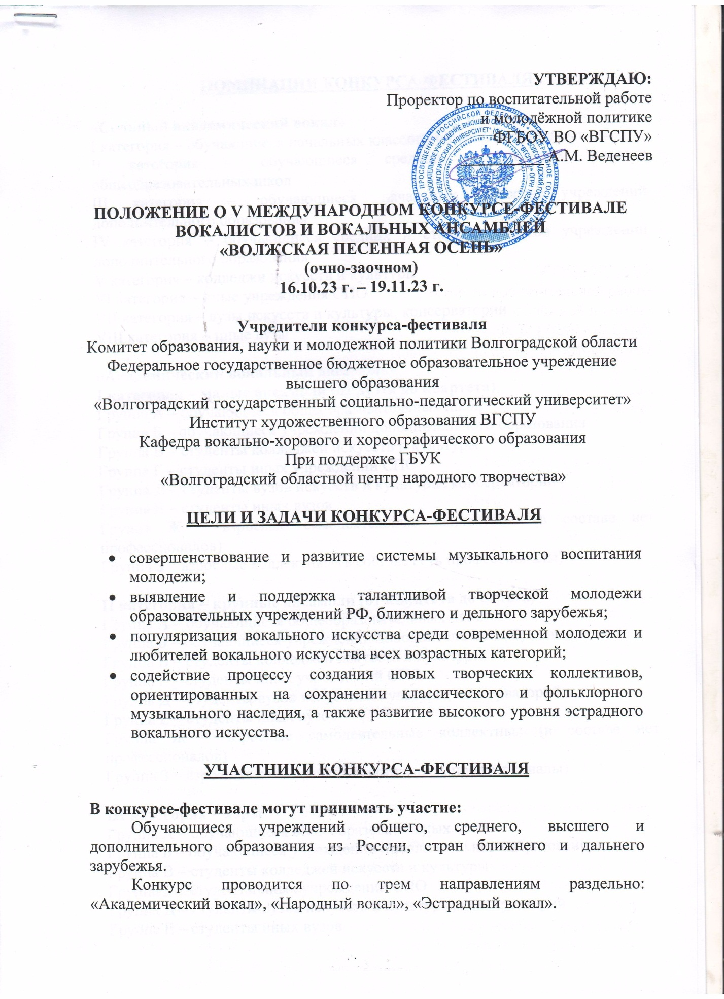 УТВЕРЖДАЮ:
Проректор по воспитательной работе
и молодёжной политике
ФГБОУ ВО «ВГСПУ»
А.М. Веденеев
ПОЛОЖЕНИЕ О V МЕЖДУНАРОДНОМ КОНКУРСЕ-ФЕСТИВАЛЕ
ВОКАЛИСТОВ И ВОКАЛЬНЫХ АНСАМБЛЕЙ
«ВОЛЖСКАЯ ПЕСЕННАЯ ОСЕНЬ»
(очно-заочном)
16.10.23 г. – 19.11.23 г.
Учредители конкурса-фестиваля
Комитет образования, науки и молодежной политики Волгоградской области
Федеральное государственное бюджетное образовательное учреждение
высшего образования
«Волгоградский государственный социально-педагогический университет»
Институт художественного образования ВГСПУ
Кафедра вокально-хорового и хореографического образования
При поддержке ГБУК
«Волгоградский областной центр народного творчества»
ЦЕЛИ И ЗАДАЧИ КОНКУРСА-ФЕСТИВАЛЯ
• совершенствование и развитие системы музыкального воспитания
молодежи;
• выявление и поддержка талантливой творческой молодежи
образовательных учреждений РФ, ближнего и дельного зарубежья;
• популяризация вокального искусства среди современной молодежи и
любителей вокального искусства всех возрастных категорий;
• содействие процессу создания новых творческих коллективов,
ориентированных на сохранении классического и фольклорного
музыкального наследия, а также развитие высокого уровня эстрадного
вокального искусства.
УЧАСТНИКИ КОНКУРСА-ФЕСТИВАЛЯ
В конкурсе-фестивале могут принимать участие:
Обучающиеся учреждений общего, среднего, высшего и
дополнительного образования из России, стран ближнего и дальнего
зарубежья.
Конкурс проводится по трем направлениям раздельно:
«Академический вокал», «Народный вокал», «Эстрадный вокал».